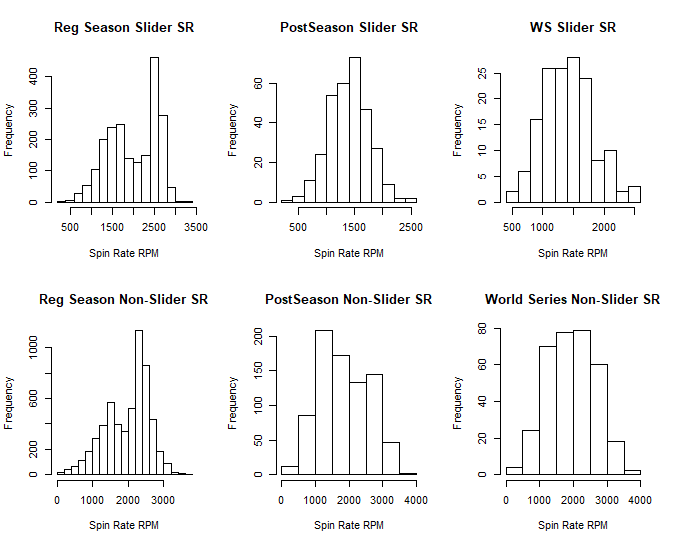 Reg Season Slider SR
PostSeason Slider SR
WS Slider SR
Frequency
0 100 200 300 400
500 1500 2500 3500
Spin Rate RPM
Frequency
0 20 40 60
500 1500 2500
Spin Rate RPM
Frequency
0 5 10 15 20 25
500 1000 2000
Spin Rate RPM
Reg Season Non-Slider SR
PostSeason Non-Slider SR
World Series Non-Slider SR
Frequency
0 200 600 1000
0 1000 2000 3000
Spin Rate RPM
Frequency
0 50 100 150 200
0 1000 2000 3000 4000
Spin Rate RPM
Frequency
0 20 40 60 80
0 1000 2000 3000 4000
Spin Rate RPM